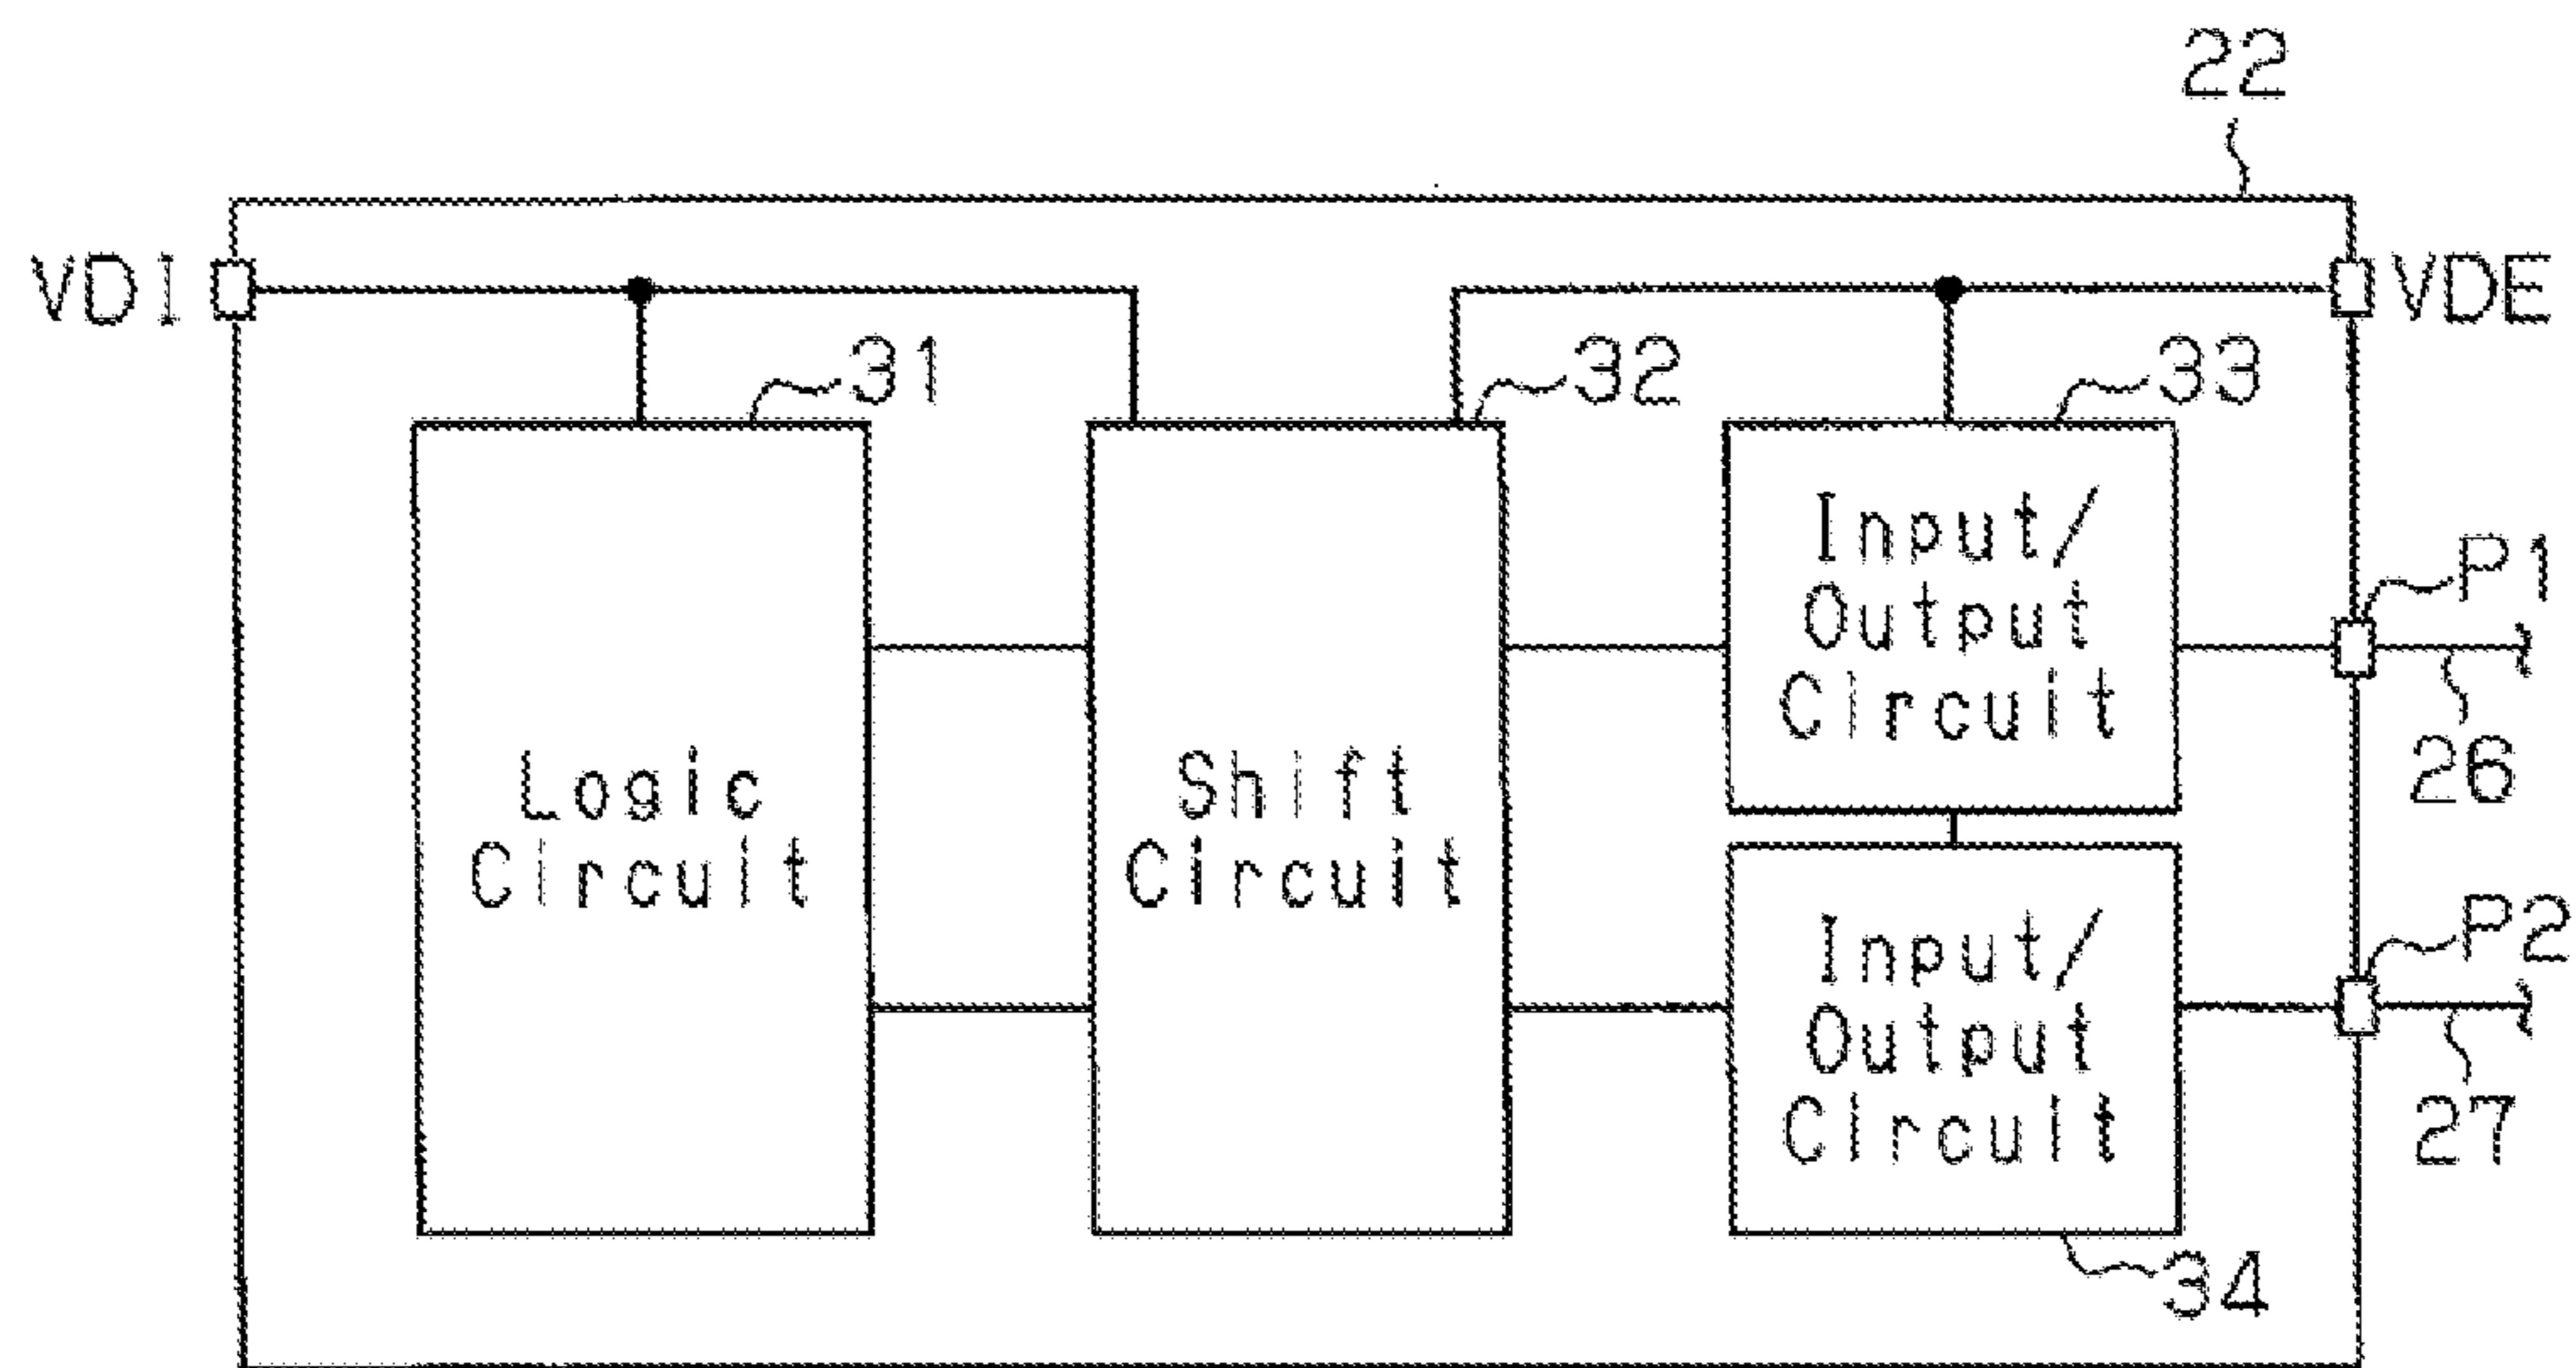 22
VDI
VDE
31
32
33
Input/
Output
Circuit
P1
26
Logic
Circuit
Shift
Circuit
P2
Input/
Output
Circuit
27
34